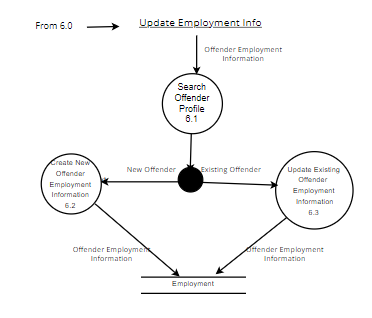 From 6.0
Update Employment Info
Offender Employment
Information
Search
Offender
Profile
6.1
New Offender
Existing Offender
Create New
Offender
Employment
Information
6.2
Update Existing
Offender
Employment
Information
6.3
Offender Employment
Information
Offender Employment
Information
Employment